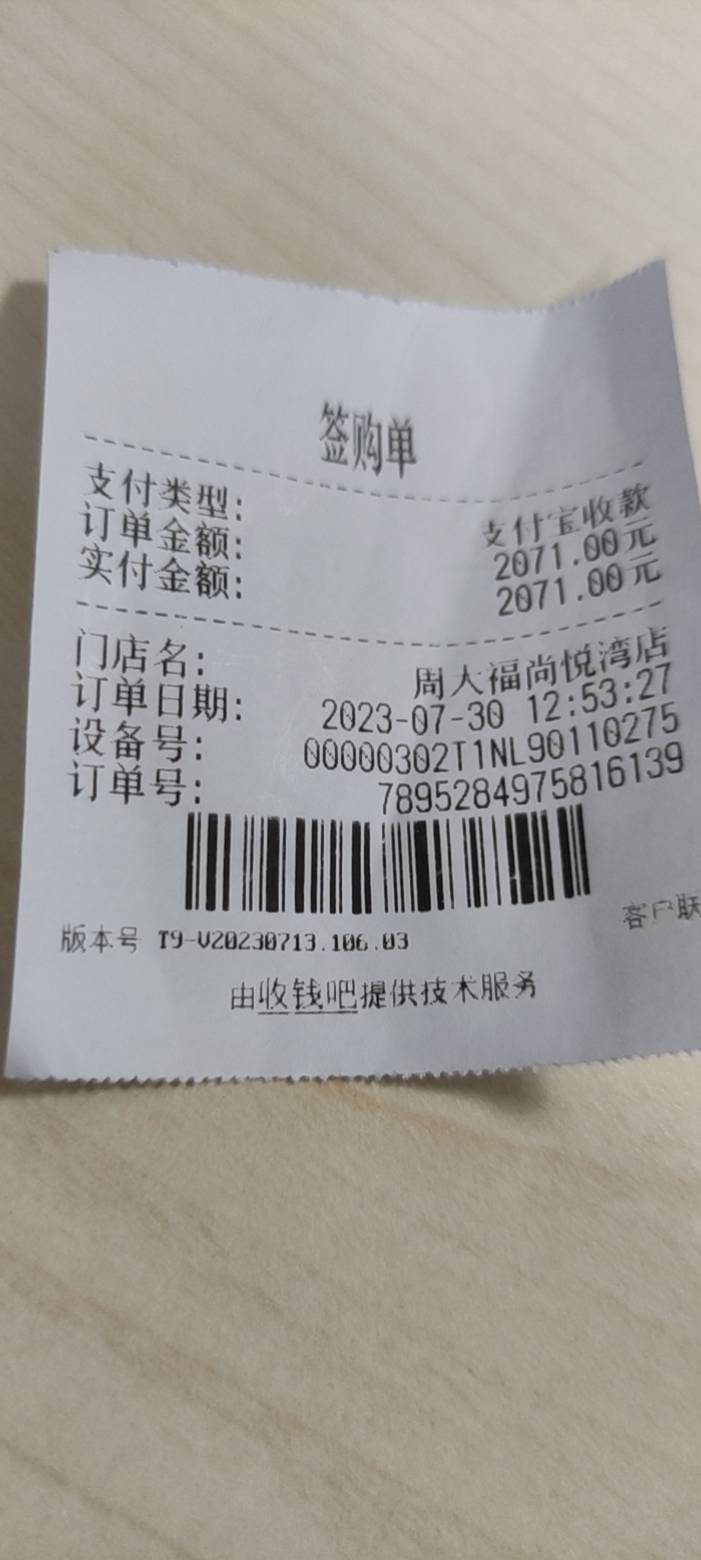 签购单
支付类型: 支付宝收款
订单金额: 2071.00元
实付金额: 2071.00元
门店名: 周大福尚悦湾店
订单日期: 2023-07-30 12:53:27
设备号: 00000302T1NL90110275
订单号: 7895284975816139
客户联
版本号 T9-V20230713.106.03
由收钱吧提供技术服务